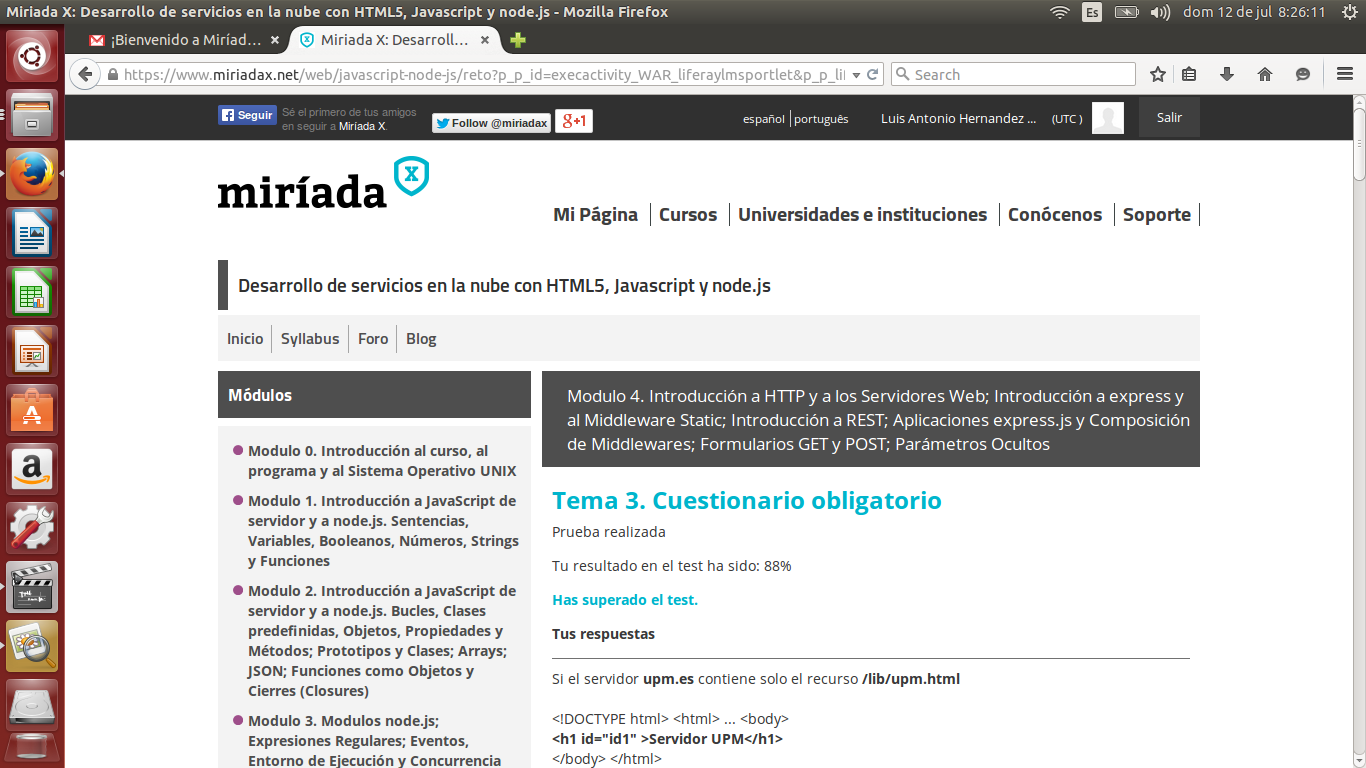 Miriada X: Desarrollo de servicios en la nube con HTML5, Javascript y node.js - Mozilla Firefox
Es
dom 12 de jul 8:26:11
¡Bienvenido a Miríad...
Miriada X: Desarroll...
https://www.miriadax.net/web/javascript-node-js/reto?p_p_id=execactivity_WAR_liferaylmsportlet&p_p_li
Search
Seguir
Sé el primero de tus amigos
en seguir a Miríada X.
Follow @miriadax
g+1
español
português
Luis Antonio Hernandez ...
(UTC )
Salir
miríada X
Mi Página
Cursos
Universidades e instituciones
Conócenos
Soporte
Desarrollo de servicios en la nube con HTML5, Javascript y node.js
Inicio
Syllabus
Foro
Blog
Módulos
Modulo 0. Introducción al curso, al
programa y al Sistema Operativo UNIX
Modulo 1. Introducción a JavaScript de
servidor y a node.js. Sentencias,
Variables, Booleanos, Números, Strings
y Funciones
Modulo 2. Introducción a JavaScript de
servidor y a node.js. Bucles, Clases
predefinidas, Objetos, Propiedades y
Métodos; Prototipos y Clases; Arrays;
JSON; Funciones como Objetos y
Cierres (Closures)
Modulo 3. Modulos node.js;
Expresiones Regulares; Eventos,
Entorno de Ejecución y Concurrencia
Modulo 4. Introducción a HTTP y a los Servidores Web; Introducción a express y
al Middleware Static; Introducción a REST; Aplicaciones express.js y Composición
de Middlewares; Formularios GET y POST; Parámetros Ocultos
Tema 3. Cuestionario obligatorio
Prueba realizada
Tu resultado en el test ha sido: 88%
Has superado el test.
Tus respuestas
Si el servidor upm.es contiene solo el recurso /lib/upm.html
<!DOCTYPE html> <html> ... <body>
<h1 id="id1" >Servidor UPM</h1>
</body> </html>